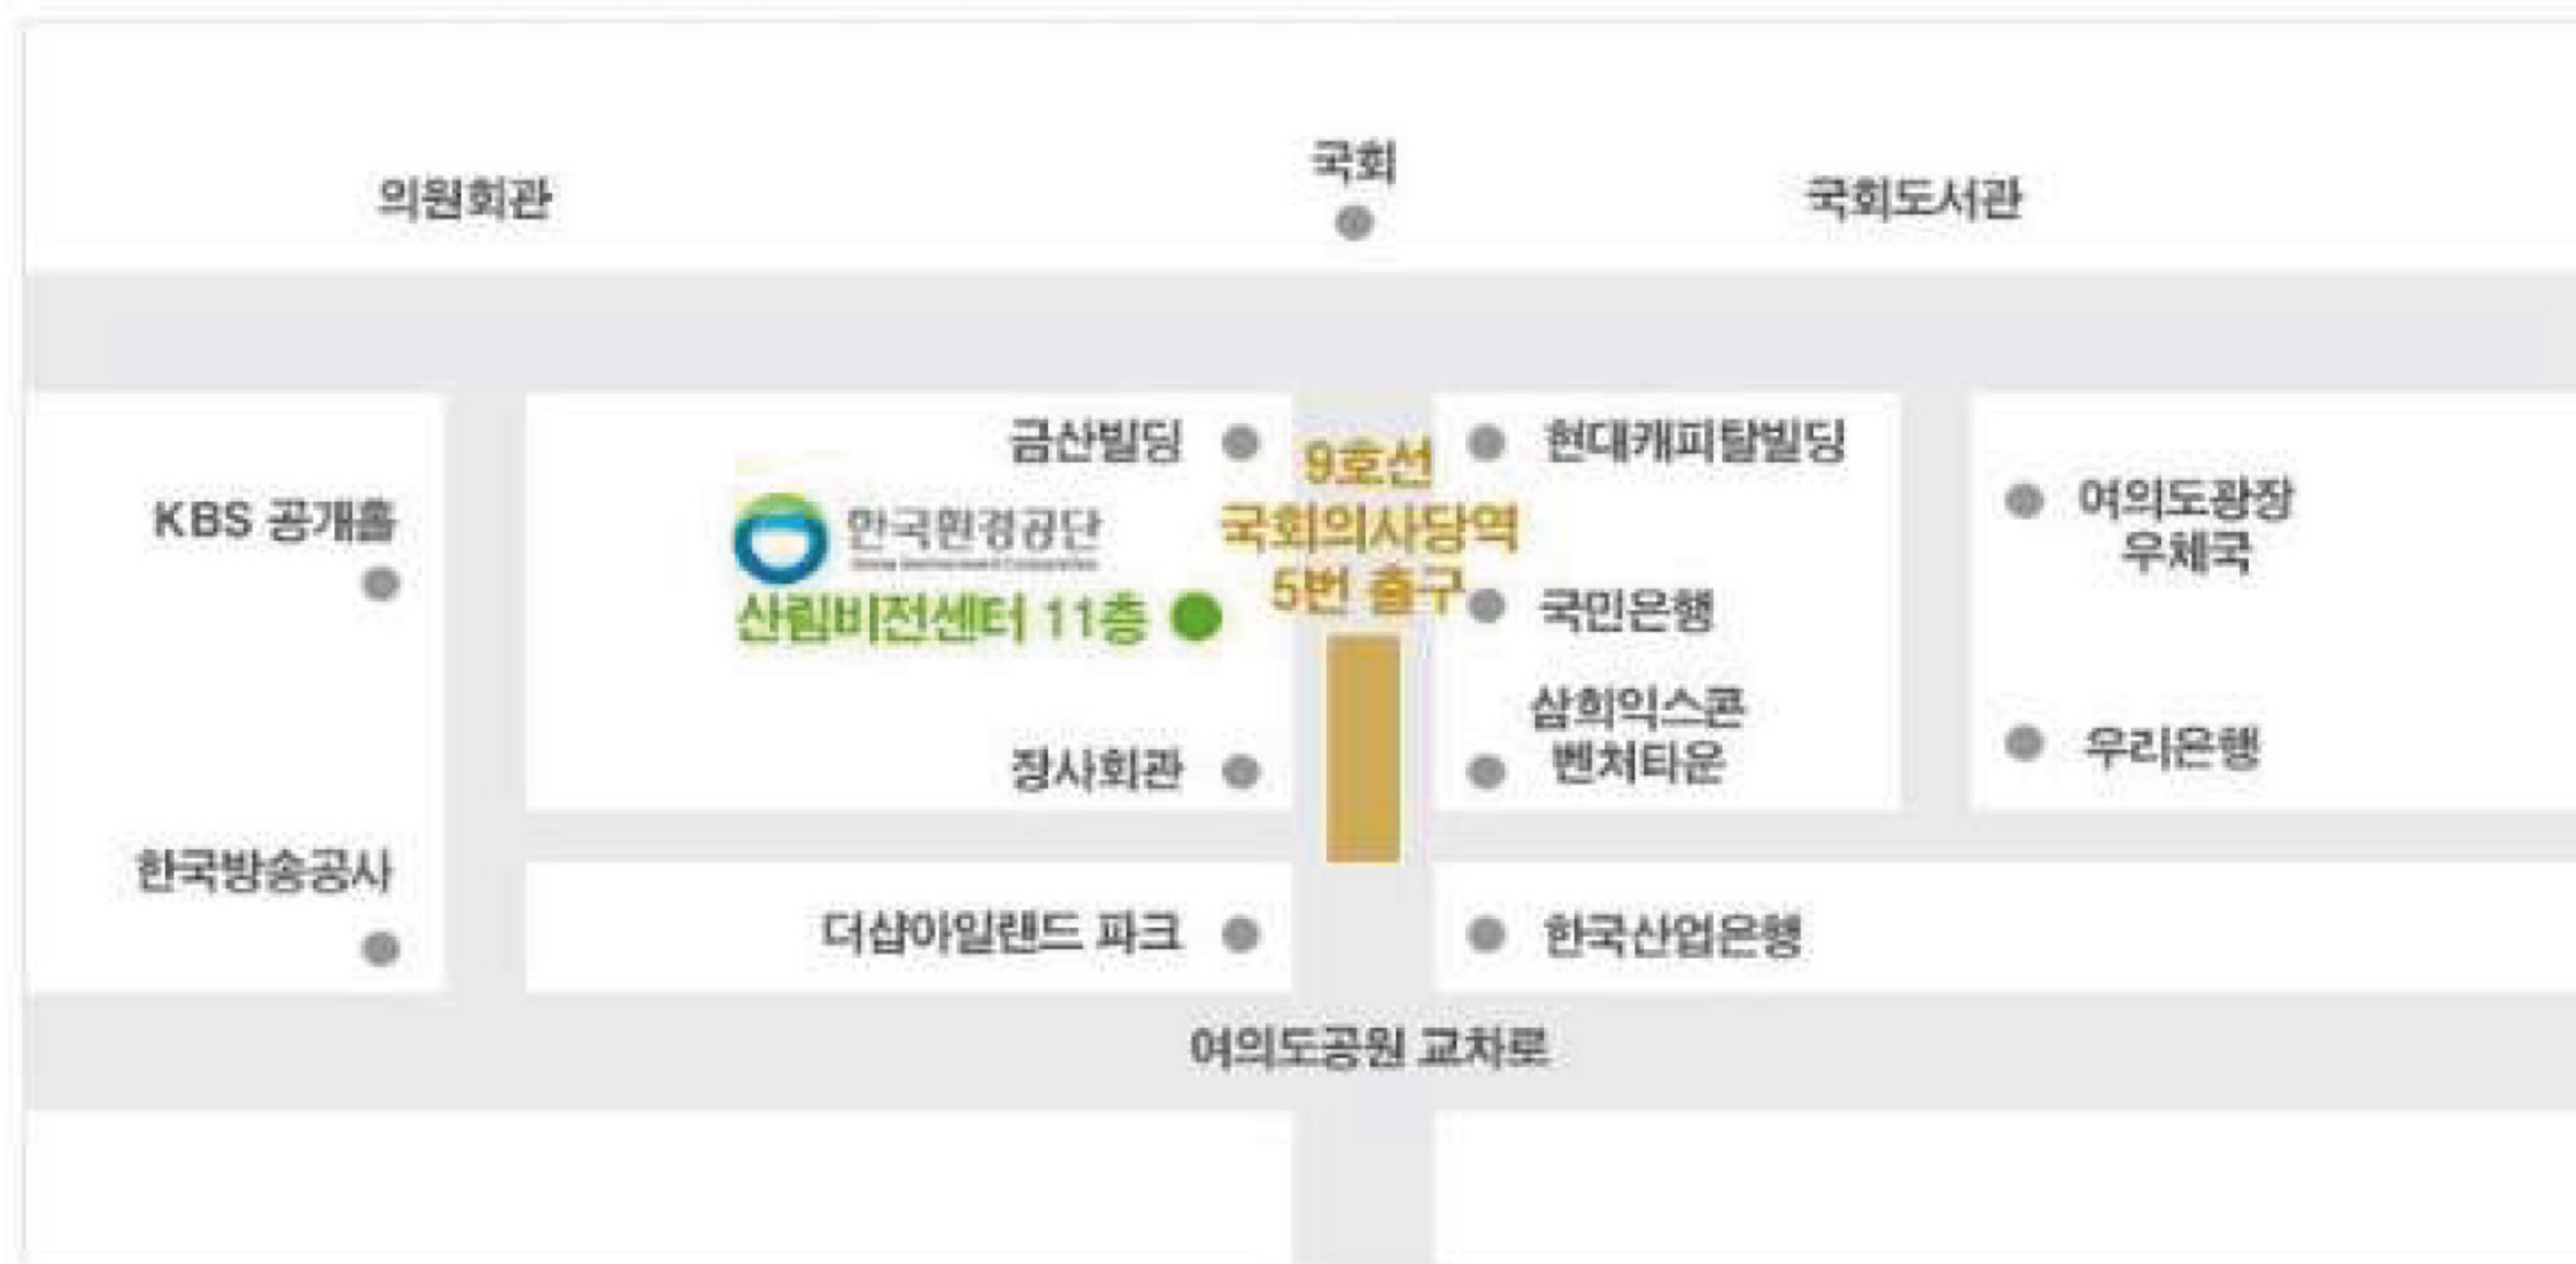 국회
의원회관
국회도서관
금산빌딩
9호선
현대캐피탈빌딩
KBS 공개홀
한국환경공단
국회의사당역
여의도광장
우체국
산림비전센터 11층
5번 출구
국민은행
삼희익스콘
벤처타운
장사회관
우리은행
한국방송공사
더샵아일랜드 파크
한국산업은행
여의도공원 교차로